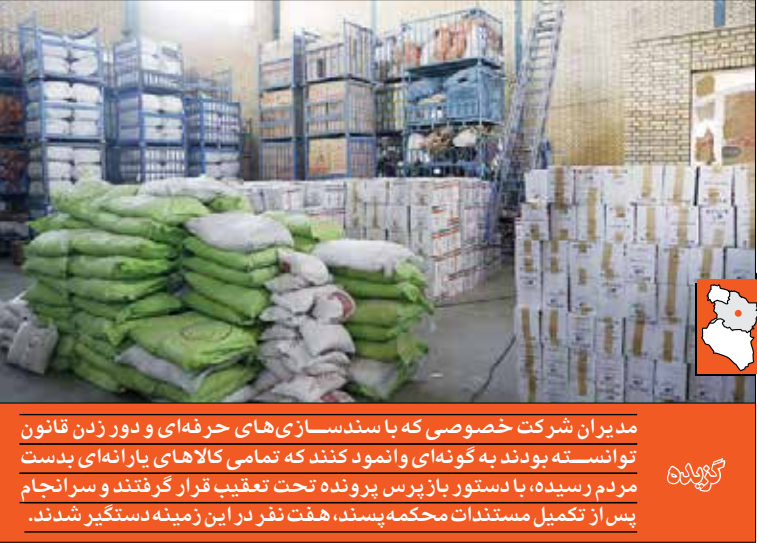 گزیده
مدیران شرکت خصوصی که با سندسازی‌های حرفه‌ای و دور زدن قانون
توانسته بودند به گونه‌ای وانمود کنند که تمامی کالاهای یارانه‌ای بدست
مردم رسیده، با دستور بازپرس پرونده تحت تعقیب قرار گرفتند و سرانجام
پس از تکمیل مستندات محکمه‌پسند، هفت نفر در این زمینه دستگیر شدند.